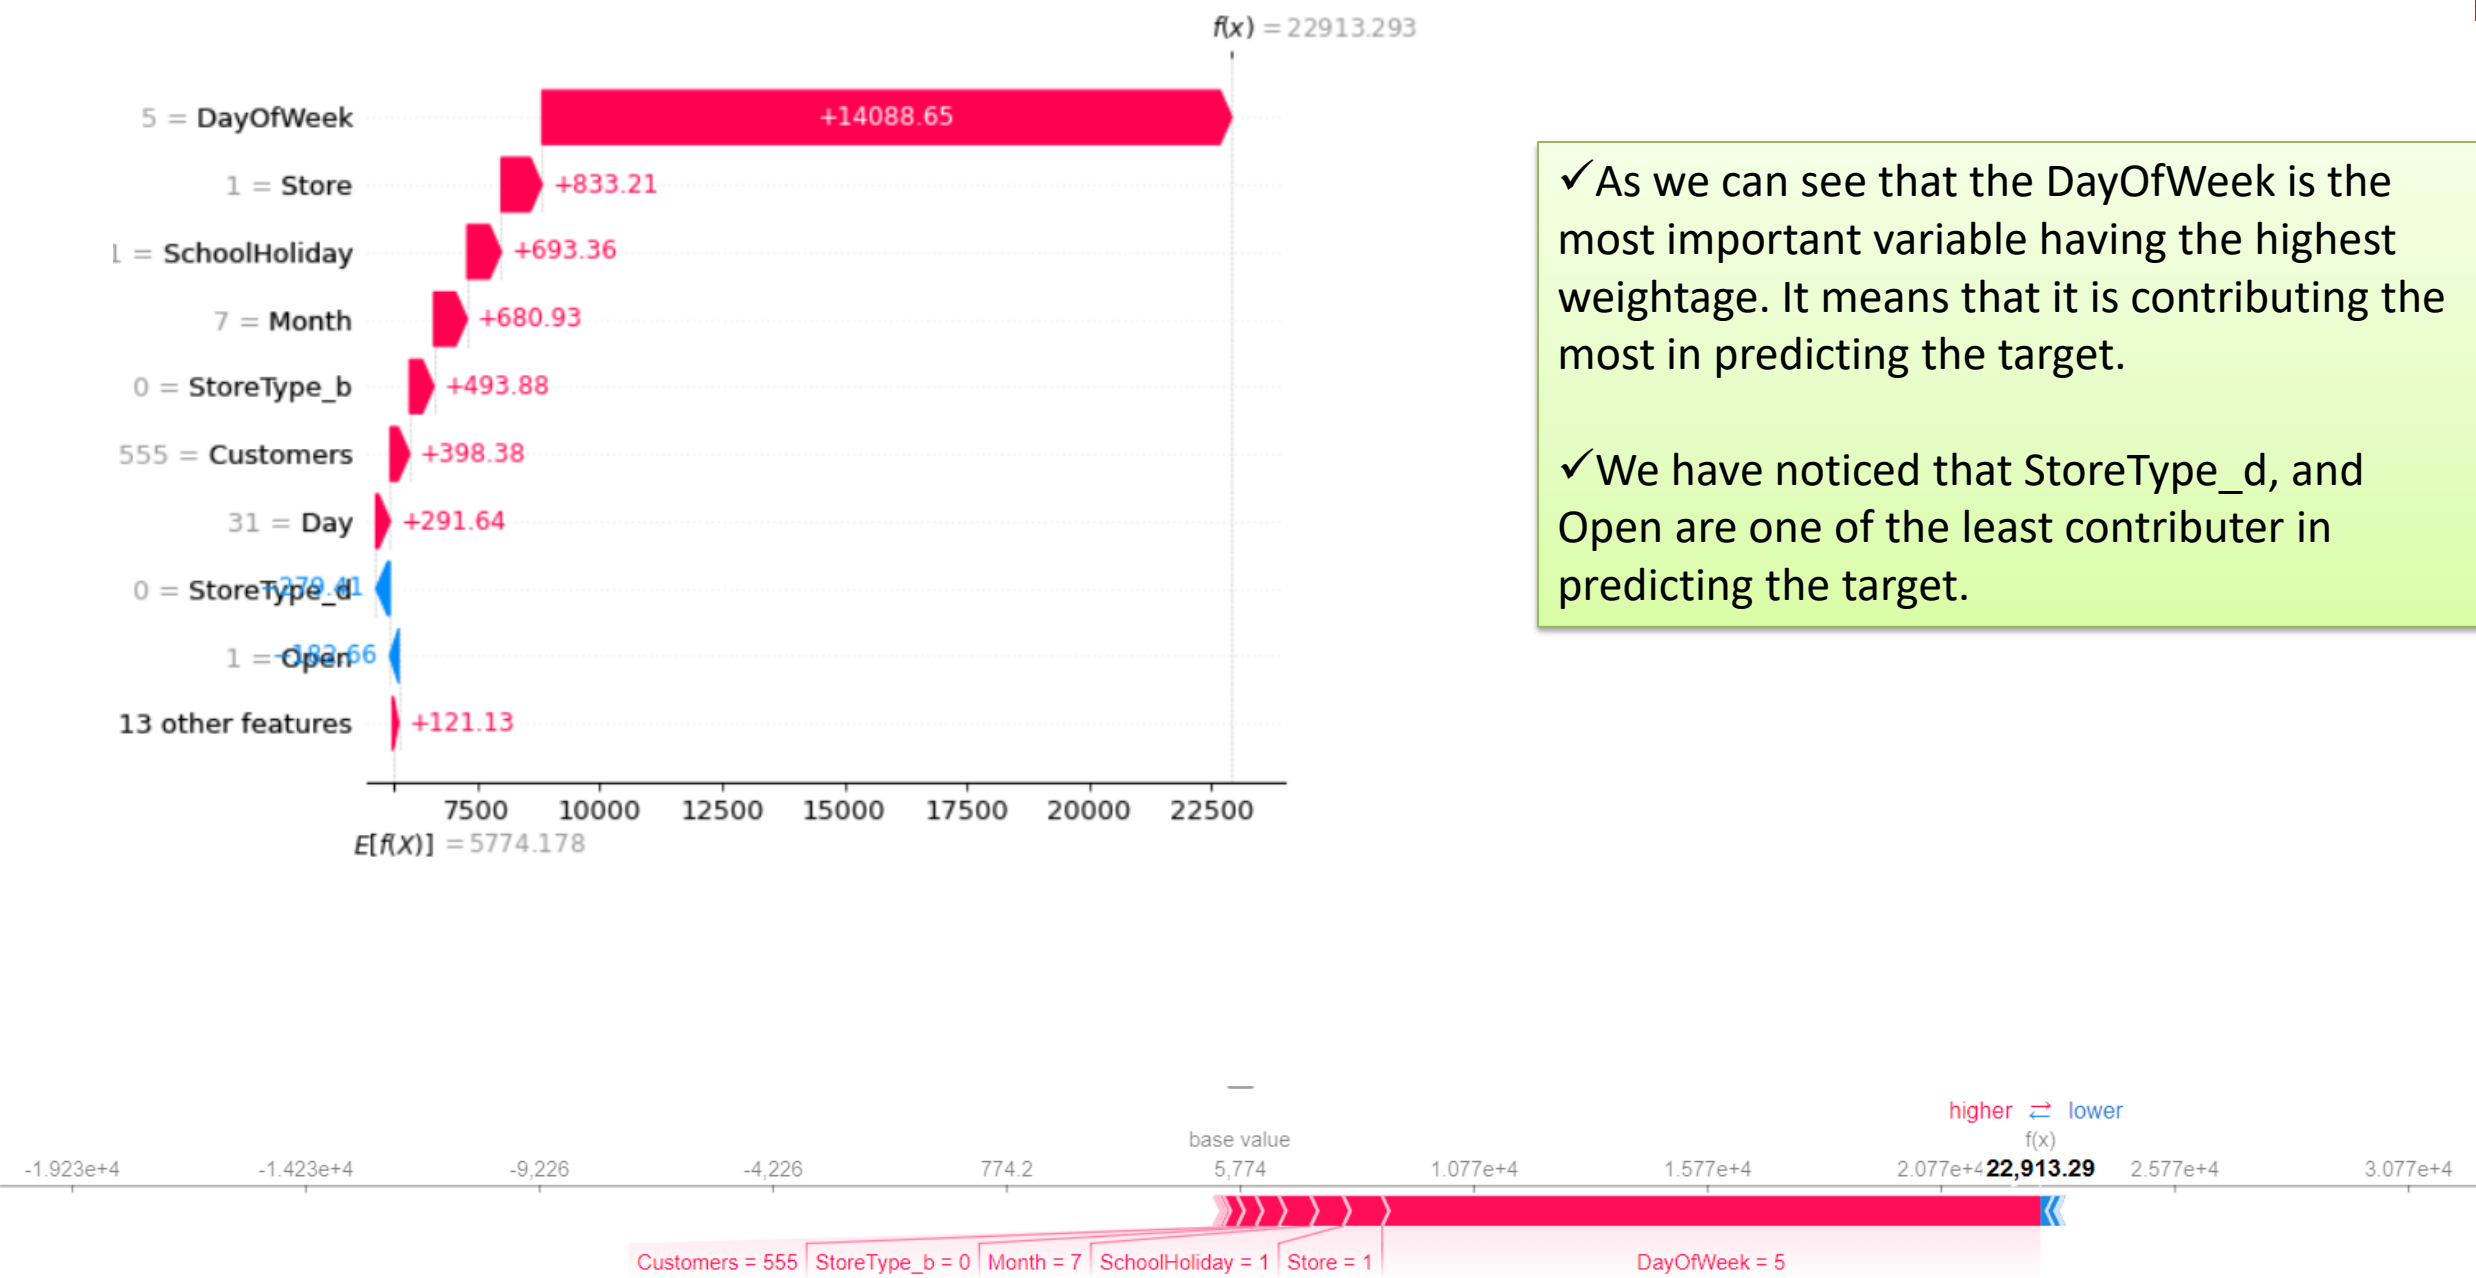 f(x) = 22913.293
5 = DayOfWeek +14088.65
1 = Store +833.21
1 = SchoolHoliday +693.36
7 = Month +680.93
0 = StoreType_b +493.88
555 = Customers +398.38
31 = Day +291.64
0 = StoreType_d −279.41
1 = Open −182.66
13 other features +121.13
7500 10000 12500 15000 17500 20000 22500
E[f(X)] = 5774.178
✓As we can see that the DayOfWeek is the
most important variable having the highest
weightage. It means that it is contributing the
most in predicting the target.
✓We have noticed that StoreType_d, and
Open are one of the least contributer in
predicting the target.
higher ⇄ lower
base value f(x)
-1.923e+4 -1.423e+4 -9,226 -4,226 774.2 5,774 1.077e+4 1.577e+4 2.077e+4 22,913.29 2.577e+4 3.077e+4
Customers = 555 StoreType_b = 0 Month = 7 SchoolHoliday = 1 Store = 1 DayOfWeek = 5